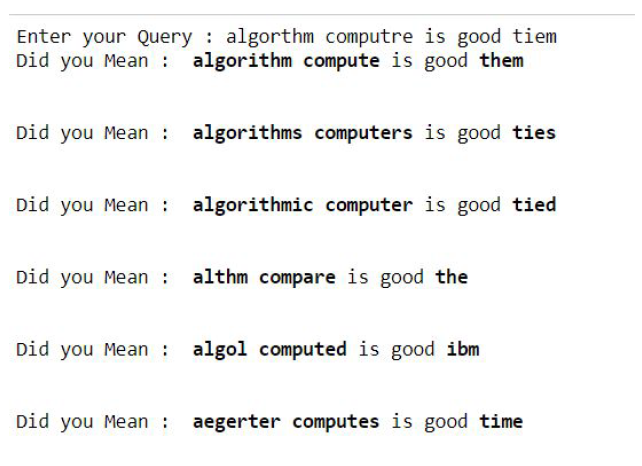 Enter your Query : algorthm computre is good tiem
Did you Mean : algorithm compute is good them
Did you Mean : algorithms computers is good ties
Did you Mean : algorithmic computer is good tied
Did you Mean : althm compare is good the
Did you Mean : algol computed is good ibm
Did you Mean : aegerter computes is good time